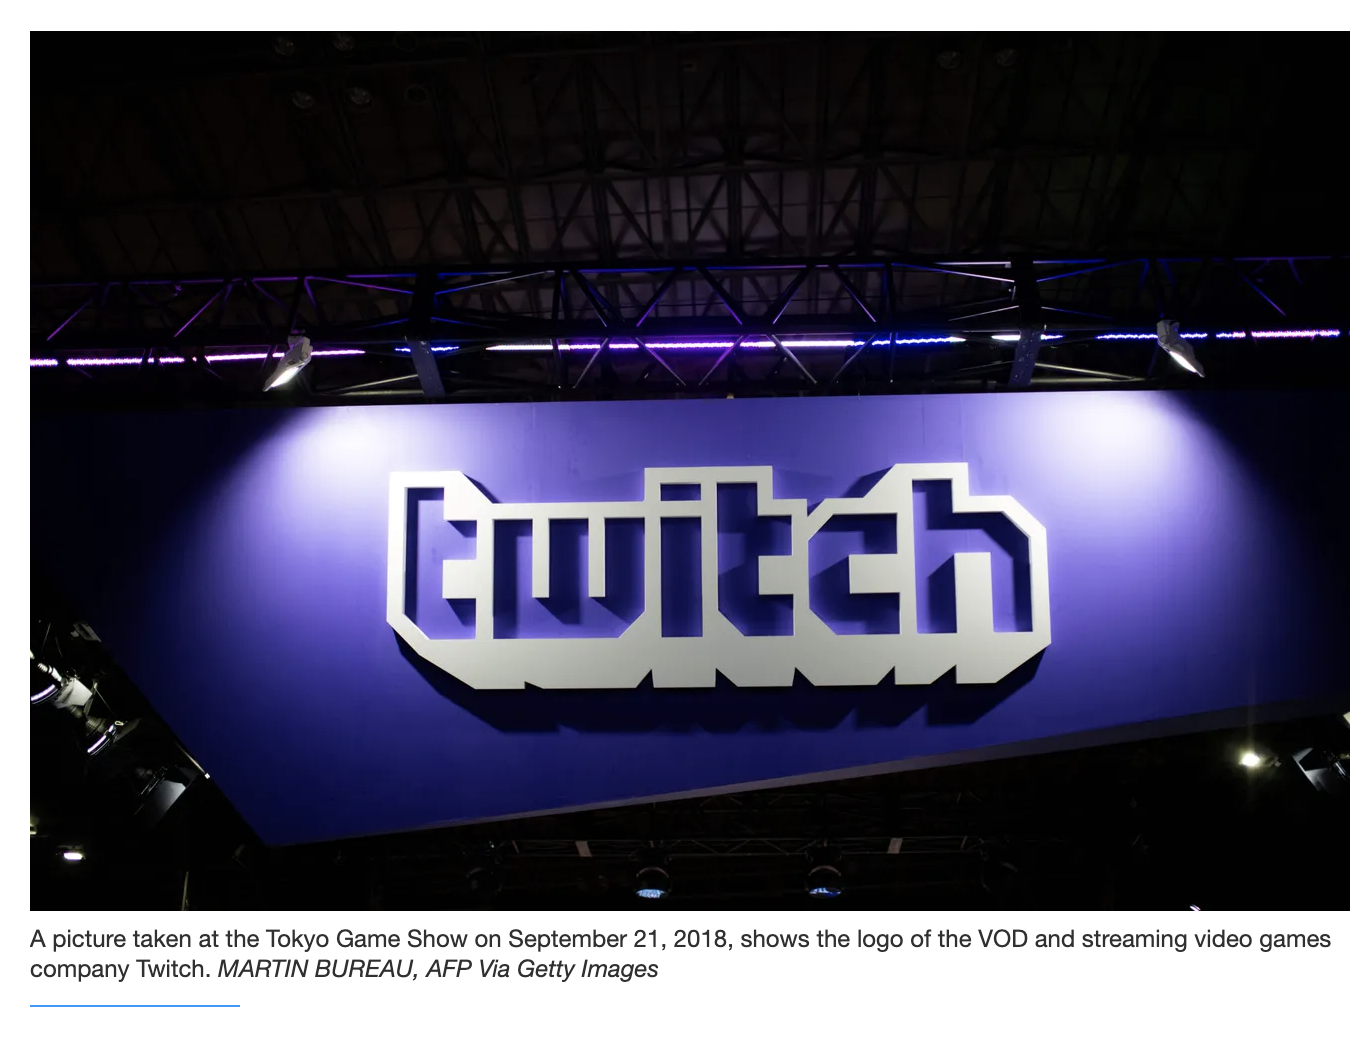 twitch
A picture taken at the Tokyo Game Show on September 21, 2018, shows the logo of the VOD and streaming video games
company Twitch. MARTIN BUREAU, AFP Via Getty Images